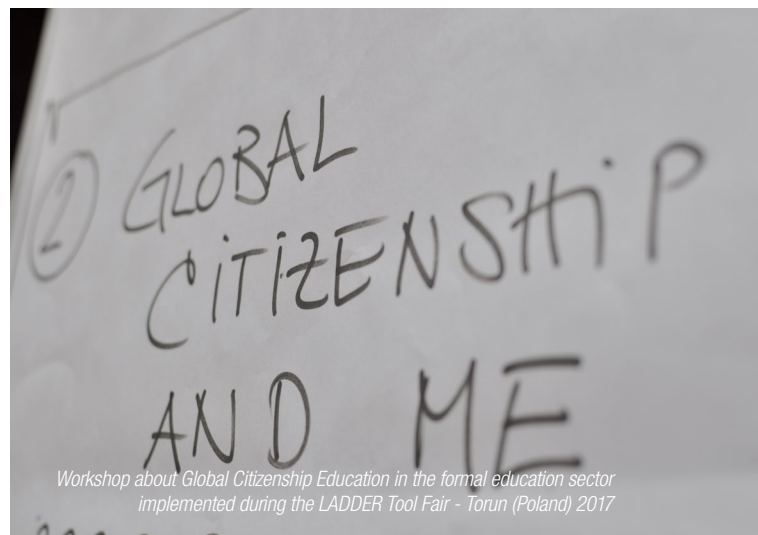 ② GLOBAL
CiTiZENSHiP
AND ME
Workshop about Global Citizenship Education in the formal education sector
implemented during the LADDER Tool Fair - Torun (Poland) 2017